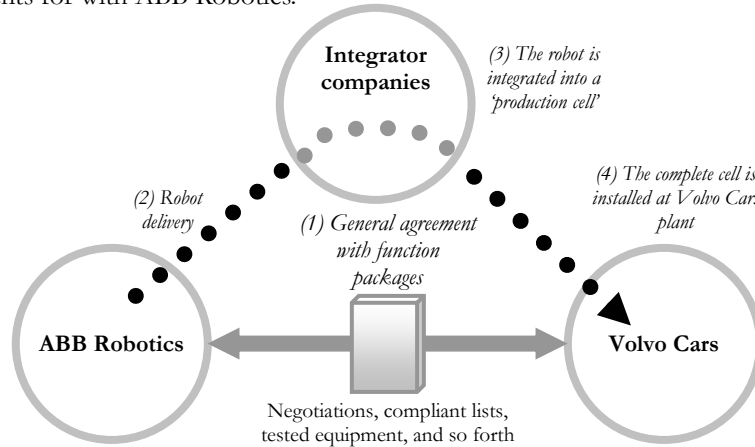 for with ABB Robotics.
Integrator
companies
(3) The robot is
integrated into a
‘production cell’
(2) Robot
delivery
(4) The complete cell is
installed at Volvo Cars
plant
(1) General agreement
with function
packages
ABB Robotics
Volvo Cars
Negotiations, compliant lists,
tested equipment, and so forth